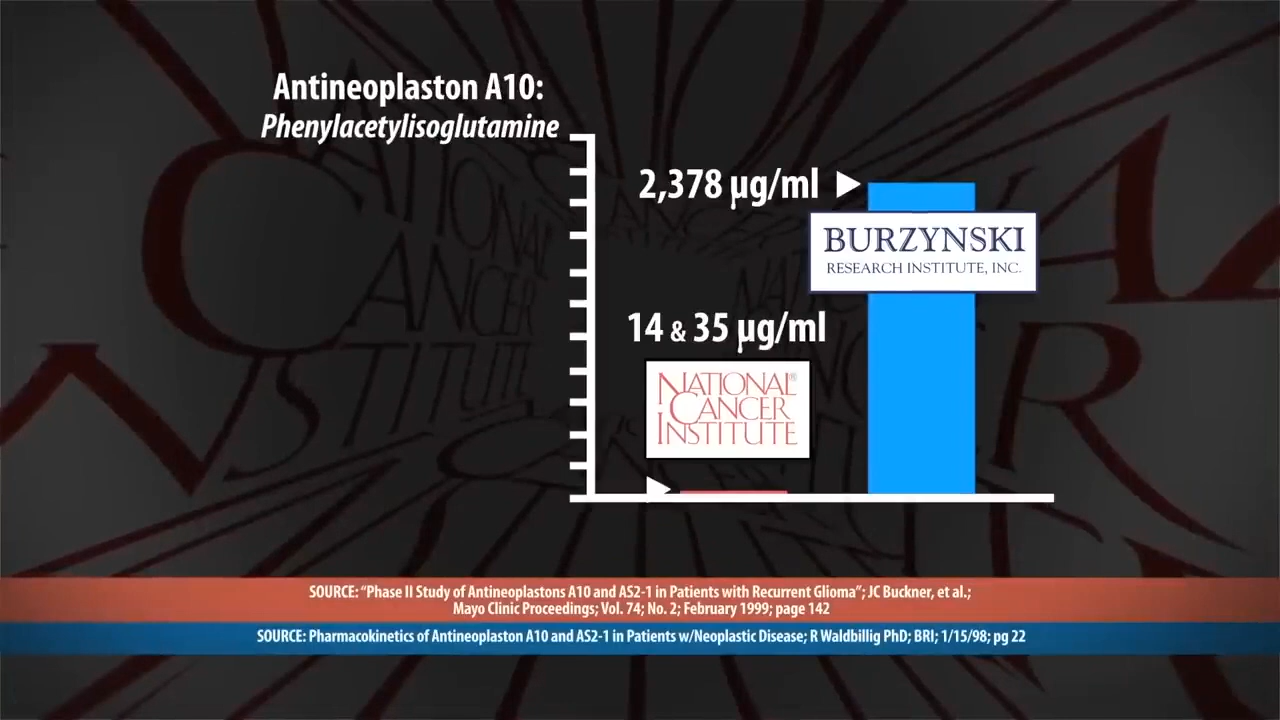 Antineoplaston A10:
Phenylacetylisoglutamine
2,378 µg/ml
BURZYNSKI
RESEARCH INSTITUTE, INC.
14 & 35 µg/ml
NATIONAL®
CANCER
INSTITUTE
SOURCE: “Phase II Study of Antineoplastons A10 and AS2-1 in Patients with Recurrent Glioma”; JC Buckner, et al.;
Mayo Clinic Proceedings; Vol. 74; No. 2; February 1999; page 142
SOURCE: Pharmacokinetics of Antineoplaston A10 and AS2-1 in Patients w/Neoplastic Disease; R Waldbillig PhD; BRI; 1/15/98; pg 22